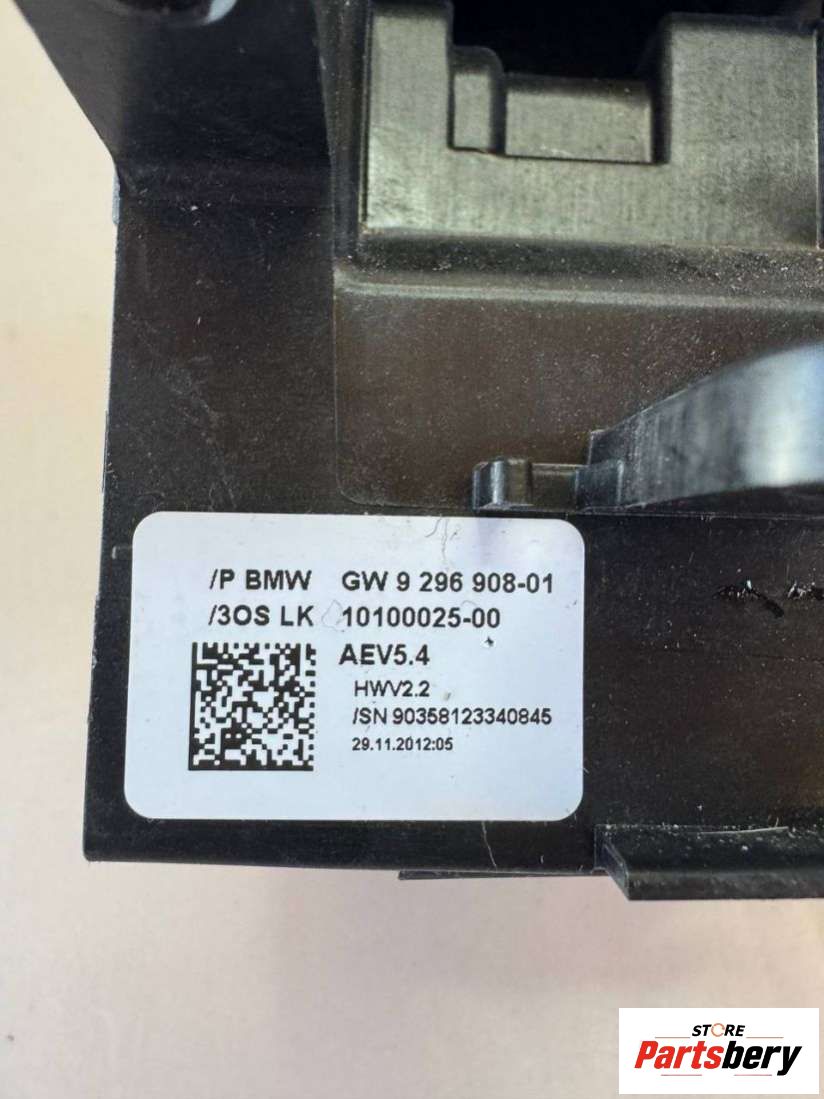 /P BMW GW 9 296 908-01
/3OS LK 10100025-00
AEV5.4
HWV2.2
/SN 90358123340845
29.11.2012:05
STORE
Partsbery